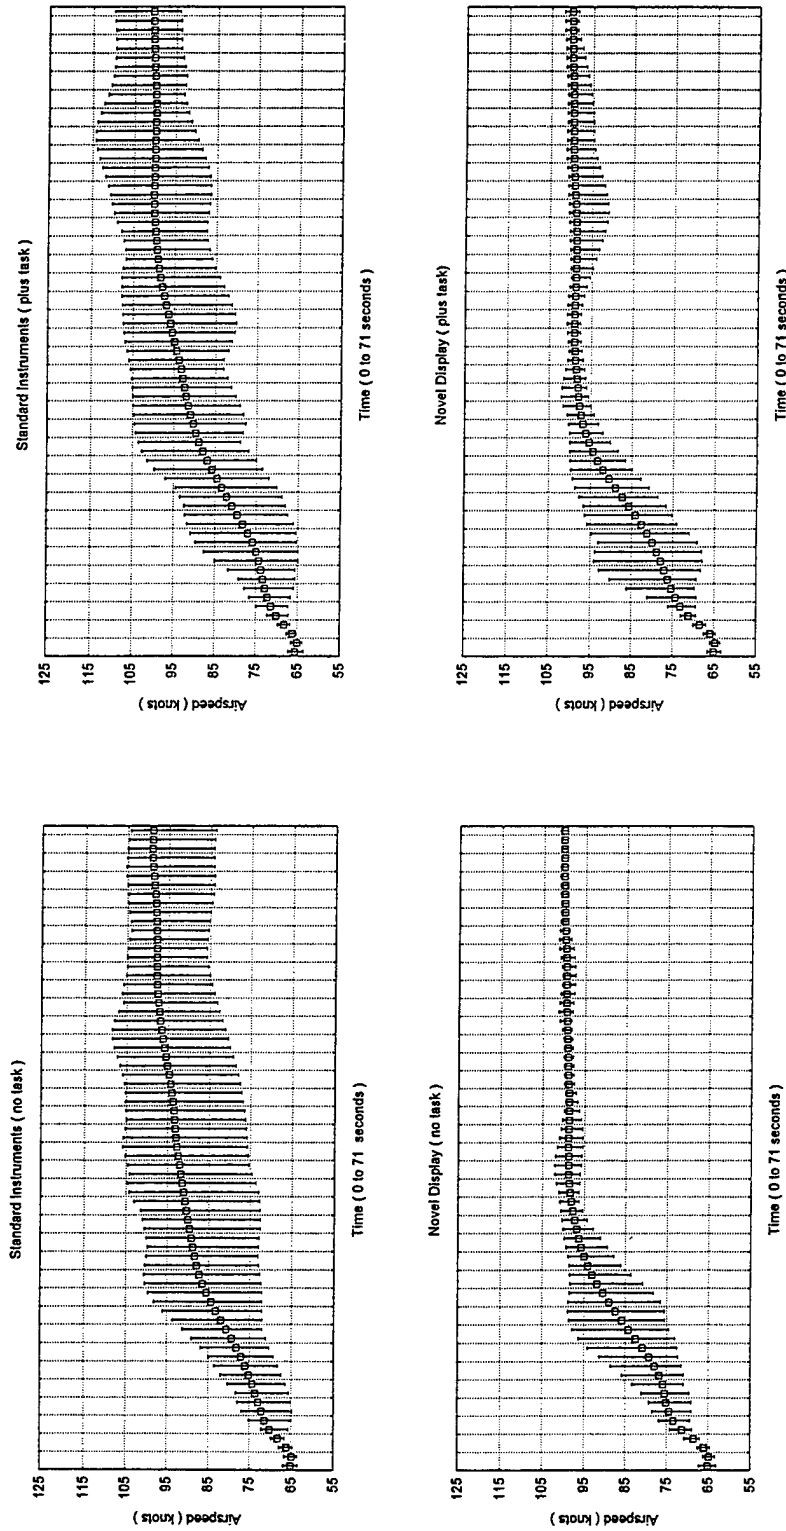 Standard Instruments ( no task )
125
115
105
95
85
75
65
55
Airspeed ( knots )
Time ( 0 to 71 seconds )
Standard Instruments ( plus task )
125
115
105
95
85
75
65
55
Airspeed ( knots )
Time ( 0 to 71 seconds )
Novel Display ( no task )
125
115
105
95
85
75
65
55
Airspeed ( knots )
Time ( 0 to 71 seconds )
Novel Display ( plus task)
125
115
105
95
85
75
65
55
Airspeed ( knots )
Time ( 0 to 71 seconds )